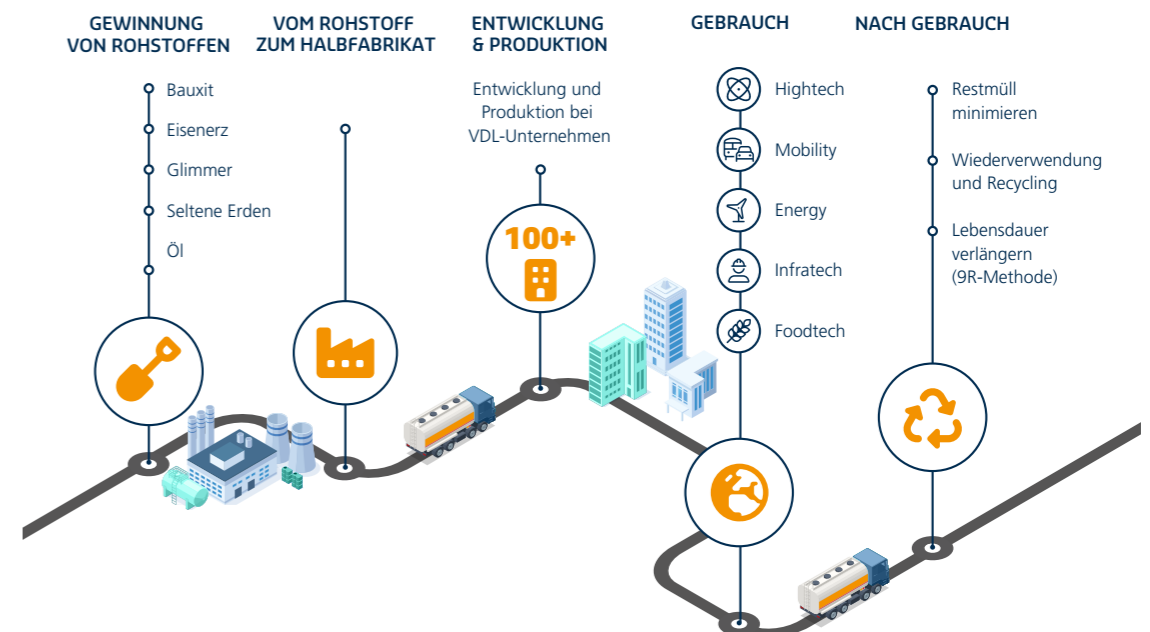 GEWINNUNG
VON ROHSTOFFEN
Bauxit
Eisenerz
Glimmer
Seltene Erden
Öl
VOM ROHSTOFF
ZUM HALBFABRIKAT
ENTWICKLUNG
& PRODUKTION
Entwicklung und
Produktion bei
VDL-Unternehmen
100+
GEBRAUCH
Hightech
Mobility
Energy
Infratech
Foodtech
NACH GEBRAUCH
Restmüll
minimieren
Wiederverwendung
und Recycling
Lebensdauer
verlängern
(9R-Methode)